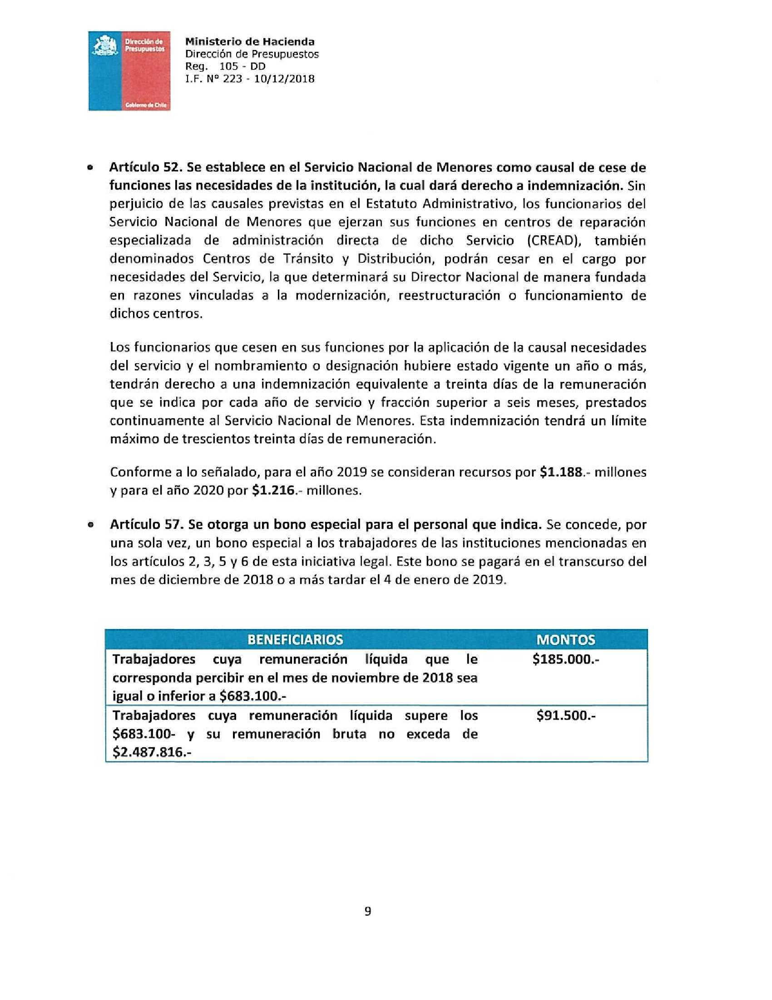 Dirección de
Presupuestos
Gobierno de Chile
Ministerio de Hacienda
Dirección de Presupuestos
Reg. 105 - DD
I.F. Nº 223 - 10/12/2018
• Artículo 52. Se establece en el Servicio Nacional de Menores como causal de cese de
funciones las necesidades de la institución, la cual dará derecho a indemnización. Sin
perjuicio de las causales previstas en el Estatuto Administrativo, los funcionarios del
Servicio Nacional de Menores que ejerzan sus funciones en centros de reparación
especializada de administración directa de dicho Servicio (CREAD), también
denominados Centros de Tránsito y Distribución, podrán cesar en el cargo por
necesidades del Servicio, la que determinará su Director Nacional de manera fundada
en razones vinculadas a la modernización, reestructuración o funcionamiento de
dichos centros.
Los funcionarios que cesen en sus funciones por la aplicación de la causal necesidades
del servicio y el nombramiento o designación hubiere estado vigente un año o más,
tendrán derecho a una indemnización equivalente a treinta días de la remuneración
que se indica por cada año de servicio y fracción superior a seis meses, prestados
continuamente al Servicio Nacional de Menores. Esta indemnización tendrá un límite
máximo de trescientos treinta días de remuneración.
Conforme a lo señalado, para el año 2019 se consideran recursos por $1.188.- millones
y para el año 2020 por $1.216.- millones.
• Artículo 57. Se otorga un bono especial para el personal que indica. Se concede, por
una sola vez, un bono especial a los trabajadores de las instituciones mencionadas en
los artículos 2, 3, 5 y 6 de esta iniciativa legal. Este bono se pagará en el transcurso del
mes de diciembre de 2018 o a más tardar el 4 de enero de 2019.
BENEFICIARIOS MONTOS
Trabajadores cuya remuneración líquida que le $185.000.-
corresponda percibir en el mes de noviembre de 2018 sea
igual o inferior a $683.100.-
Trabajadores cuya remuneración líquida supere los $91.500.-
$683.100- y su remuneración bruta no exceda de
$2.487.816.-
9